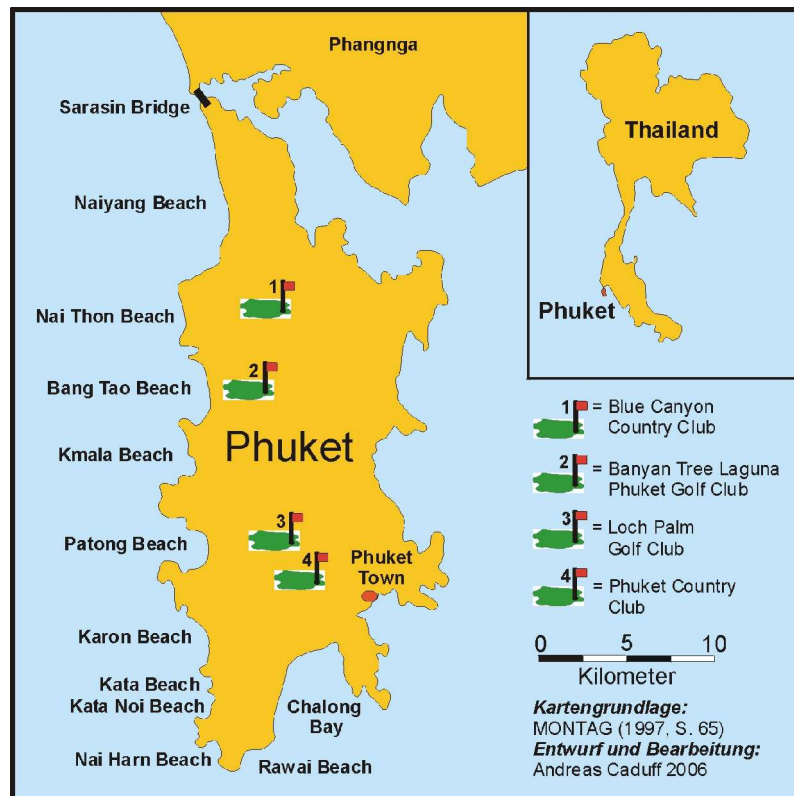 Phangnga
Sarasin Bridge
Naiyang Beach
1
Nai Thon Beach
2
Bang Tao Beach
Phuket
Kmala Beach
3
Patong Beach
4
Phuket
Town
Karon Beach
Kata Beach
Kata Noi Beach
Chalong
Bay
Nai Harn Beach
Rawai Beach
Thailand
Phuket
1 = Blue Canyon
Country Club
2 = Banyan Tree Laguna
Phuket Golf Club
3 = Loch Palm
Golf Club
4 = Phuket Country
Club
0 5 10
Kilometer
Kartengrundlage:
MONTAG (1997, S. 65)
Entwurf und Bearbeitung:
Andreas Caduff 2006